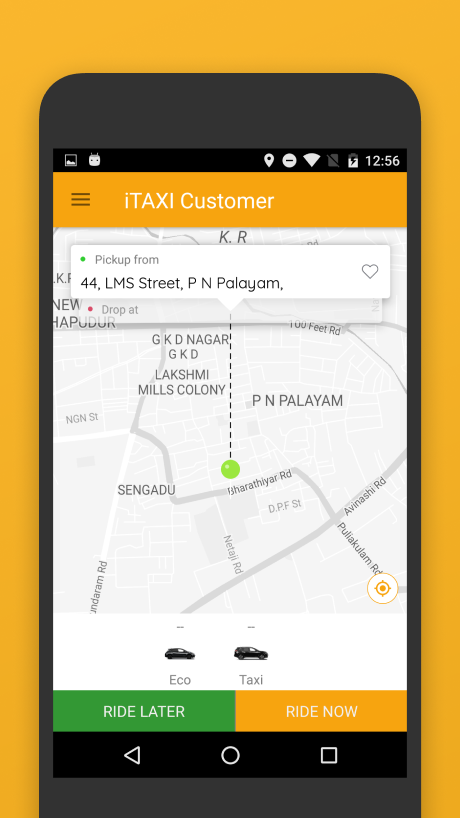 12:56
iTAXI Customer
K. R
Rd
Pickup from
44, LMS Street, P N Palayam,
Drop at
NEW
HAPUDUR
100 Feet Rd
G K D NAGAR
G K D
LAKSHMI
MILLS COLONY
P N PALAYAM
NGN St
SENGADU
Bharathiyar Rd
D.P.F St
Avinashi Rd
Netaji Rd
Puliakulam Rd
undaram Rd
-- --
Eco Taxi
RIDE LATER RIDE NOW